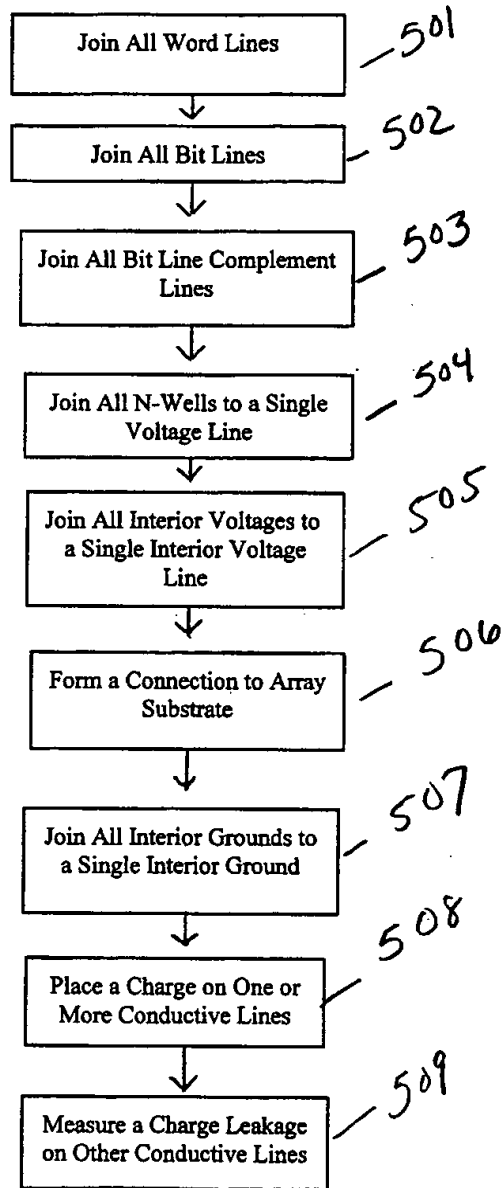 Join All Word Lines
501
Join All Bit Lines
502
Join All Bit Line Complement
Lines
503
Join All N-Wells to a Single
Voltage Line
504
Join All Interior Voltages to
a Single Interior Voltage
Line
505
Form a Connection to Array
Substrate
506
Join All Interior Grounds to
a Single Interior Ground
507
Place a Charge on One or
More Conductive Lines
508
Measure a Charge Leakage
on Other Conductive Lines
509